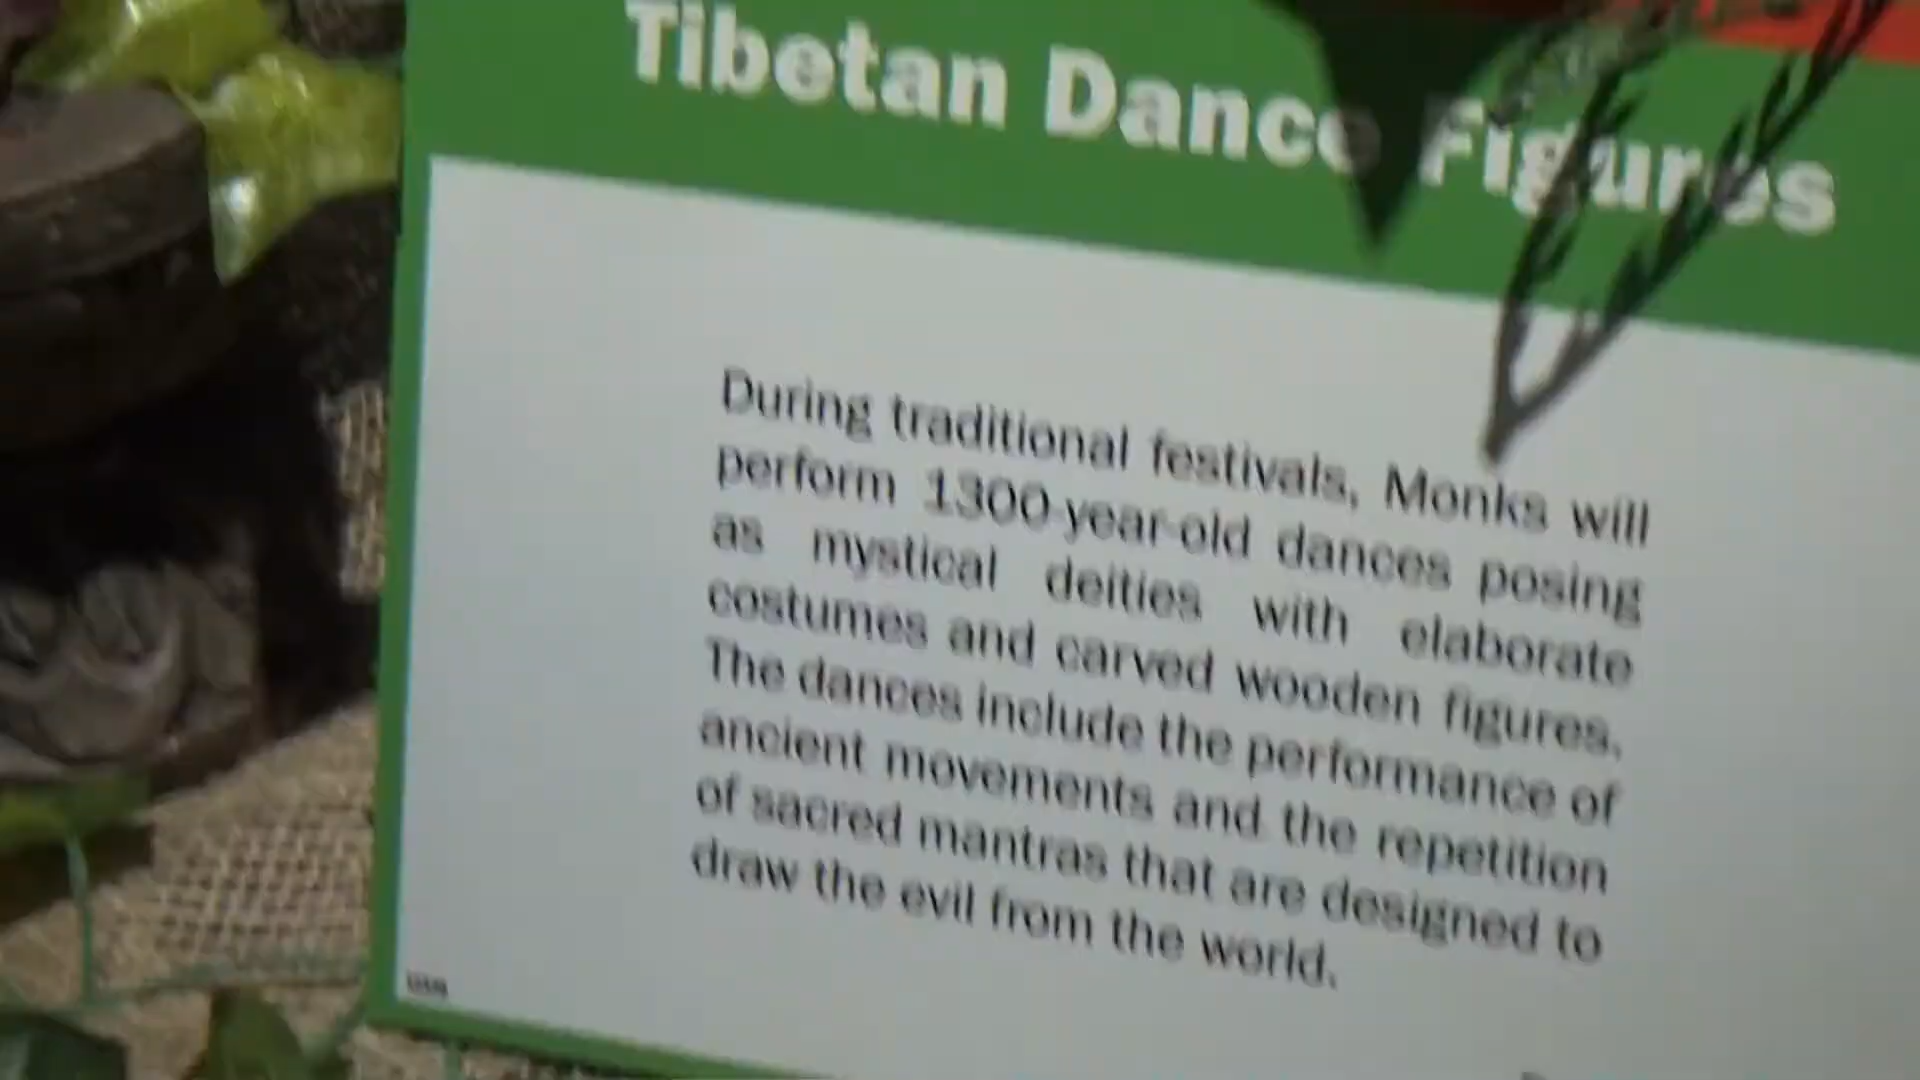 Tibetan Dance Figures
During traditional festivals, Monks will
perform 1300-year-old dances posing
as mystical deities with elaborate
costumes and carved wooden figures.
The dances include the performance of
ancient movements and the repetition
of sacred mantras that are designed to
draw the evil from the world.